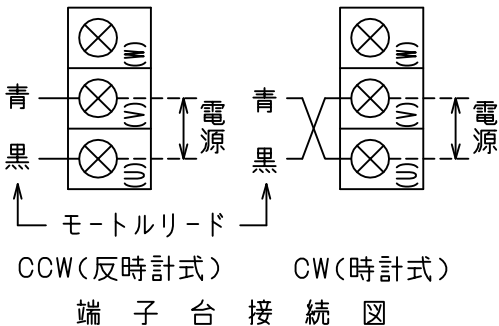 (W) (W)
青 (V) 電源 青 (V) 電源
黒 (U) 黒 (U)
モートルリード
CCW(反時計式) CW(時計式)
端子台接続図